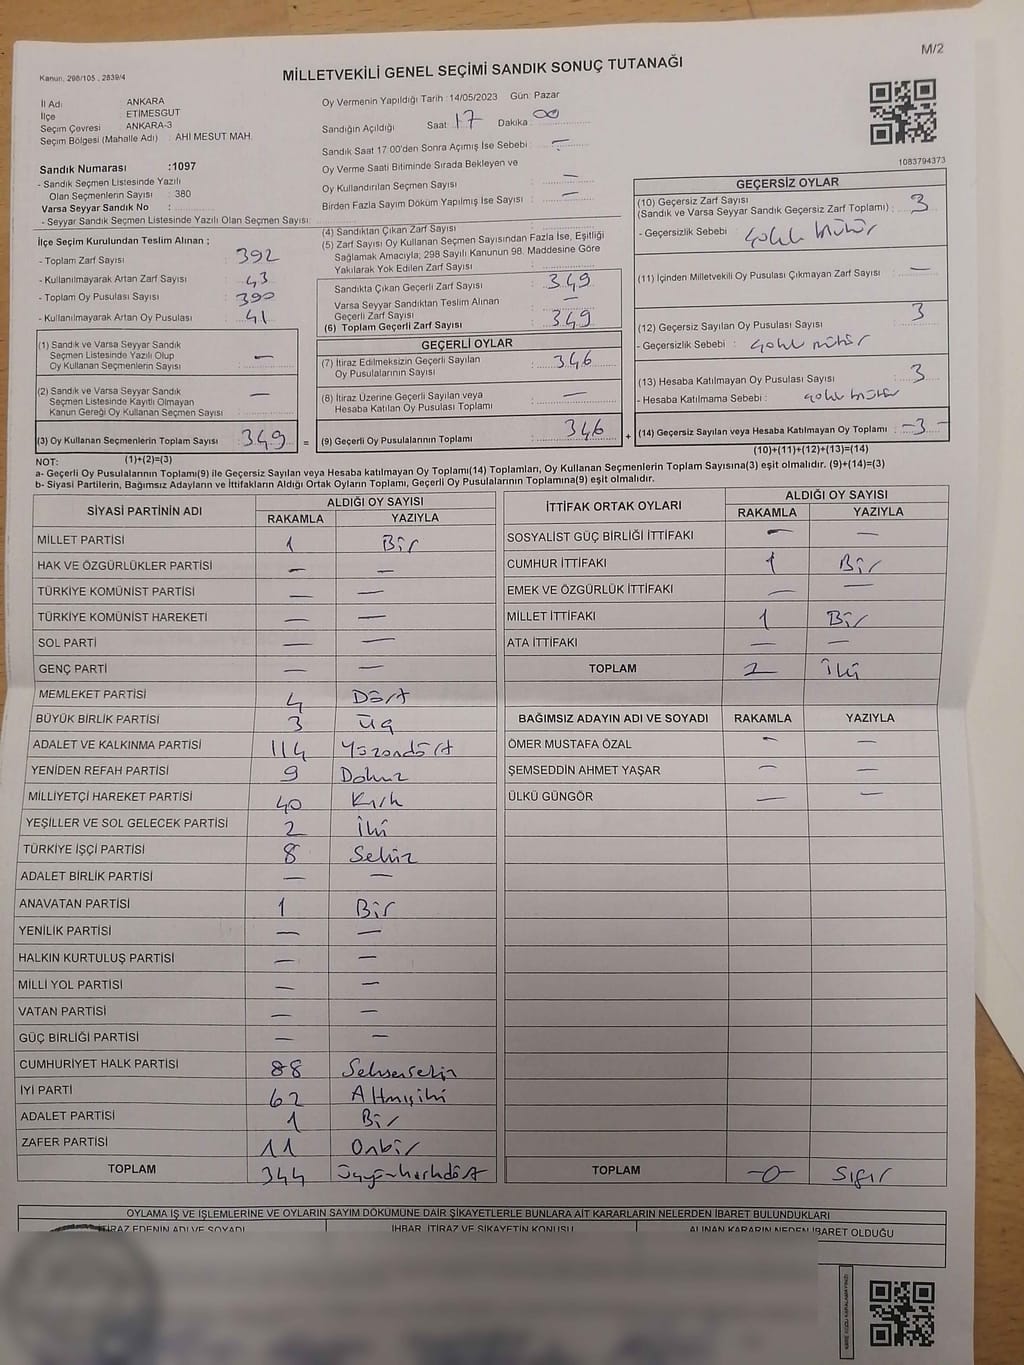 M/2
Kanun, 298/105 , 2839/4
MİLLETVEKİLİ GENEL SEÇİMİ SANDIK SONUÇ TUTANAĞI
İl Adı : ANKARA
İlçe : ETİMESGUT
Seçim Çevresi : ANKARA-3
Seçim Bölgesi (Mahalle Adı) : AHI MESUT MAH.
Sandık Numarası :1097
- Sandık Seçmen Listesinde Yazılı
Olan Seçmenlerin Sayısı : 380
Varsa Seyyar Sandık No :
- Seyyar Sandık Seçmen Listesinde Yazılı Olan Seçmen Sayısı:
Oy Vermenin Yapıldığı Tarih :14/05/2023 Gün: Pazar
Sandığın Açıldığı Saat: 17 Dakika: 00
Sandık Saat 17:00'den Sonra Açımış İse Sebebi : -
Oy Verme Saati Bitiminde Sırada Bekleyen ve
Oy Kullandırılan Seçmen Sayısı : -
Birden Fazla Sayım Döküm Yapılmış İse Sayısı : -
1083794373
İlçe Seçim Kurulundan Teslim Alınan ;
- Toplam Zarf Sayısı : 392
- Kullanılmayarak Artan Zarf Sayısı : 43
- Toplam Oy Pusulası Sayısı : 390
- Kullanılmayarak Artan Oy Pusulası : 41
(4) Sandıktan Çıkan Zarf Sayısı :
(5) Zarf Sayısı Oy Kullanan Seçmen Sayısından Fazla İse, Eşitliği
Sağlamak Amacıyla; 298 Sayılı Kanunun 98. Maddesine Göre
Yakılarak Yok Edilen Zarf Sayısı :
Sandıkta Çıkan Geçerli Zarf Sayısı : 349
Varsa Seyyar Sandıktan Teslim Alınan
Geçerli Zarf Sayısı : -
(6) Toplam Geçerli Zarf Sayısı : 349
GEÇERSİZ OYLAR
(10) Geçersiz Zarf Sayısı
(Sandık ve Varsa Seyyar Sandık Geçersiz Zarf Toplamı) : 3
- Geçersizlik Sebebi : Çoklu mühür
(11) İçinden Milletvekili Oy Pusulası Çıkmayan Zarf Sayısı : -
(12) Geçersiz Sayılan Oy Pusulası Sayısı : 3
- Geçersizlik Sebebi : Çoklu mühür
(13) Hesaba Katılmayan Oy Pusulası Sayısı : 3
- Hesaba Katılmama Sebebi : Çoklu mühür
(1) Sandık ve Varsa Seyyar Sandık
Seçmen Listesinde Yazılı Olup
Oy Kullanan Seçmenlerin Sayısı : -
(2) Sandık ve Varsa Seyyar Sandık
Seçmen Listesinde Kayıtlı Olmayan
Kanun Gereği Oy Kullanan Seçmen Sayısı : -
GEÇERLİ OYLAR
(7) İtiraz Edilmeksizin Geçerli Sayılan
Oy Pusulalarının Sayısı : 346
(8) İtiraz Üzerine Geçerli Sayılan veya
Hesaba Katılan Oy Pusulası Toplamı : -
(3) Oy Kullanan Seçmenlerin Toplam Sayısı : 349 = (9) Geçerli Oy Pusulalarının Toplamı : 346 + (14) Geçersiz Sayılan veya Hesaba Katılmayan Oy Toplamı : -3-
(1)+(2)=(3)
(10)+(11)+(12)+(13)=(14)
NOT:
a- Geçerli Oy Pusulalarının Toplamı(9) ile Geçersiz Sayılan veya Hesaba katılmayan Oy Toplamı(14) Toplamları, Oy Kullanan Seçmenlerin Toplam Sayısına(3) eşit olmalıdır. (9)+(14)=(3)
b- Siyasi Partilerin, Bağımsız Adayların ve İttifakların Aldığı Ortak Oyların Toplamı, Geçerli Oy Pusulalarının Toplamına(9) eşit olmalıdır.
SİYASİ PARTİNİN ADI ALDIĞI OY SAYISI
RAKAMLA YAZIYLA
MİLLET PARTİSİ 1 Bir
HAK VE ÖZGÜRLÜKLER PARTİSİ - -
TÜRKİYE KOMÜNİST PARTİSİ - -
TÜRKİYE KOMÜNİST HAREKETİ - -
SOL PARTİ - -
GENÇ PARTİ - -
MEMLEKET PARTİSİ 4 Dört
BÜYÜK BİRLİK PARTİSİ 3 Üç
ADALET VE KALKINMA PARTİSİ 114 Yüzondört
YENİDEN REFAH PARTİSİ 9 Dokuz
MİLLİYETÇİ HAREKET PARTİSİ 40 Kırk
YEŞİLLER VE SOL GELECEK PARTİSİ 2 İki
TÜRKİYE İŞÇİ PARTİSİ 8 Sekiz
ADALET BİRLİK PARTİSİ - -
ANAVATAN PARTİSİ 1 Bir
YENİLİK PARTİSİ - -
HALKIN KURTULUŞ PARTİSİ - -
MİLLİ YOL PARTİSİ - -
VATAN PARTİSİ - -
GÜÇ BİRLİĞİ PARTİSİ - -
CUMHURİYET HALK PARTİSİ 88 Seksensekiz
İYİ PARTİ 62 Altmışiki
ADALET PARTİSİ 1 Bir
ZAFER PARTİSİ 11 Onbir
TOPLAM 344 Üçyüzkırkdört
İTTİFAK ORTAK OYLARI ALDIĞI OY SAYISI
RAKAMLA YAZIYLA
SOSYALİST GÜÇ BİRLİĞİ İTTİFAKI - -
CUMHUR İTTİFAKI 1 Bir
EMEK VE ÖZGÜRLÜK İTTİFAKI - -
MİLLET İTTİFAKI 1 Bir
ATA İTTİFAKI - -
TOPLAM 2 İki
BAĞIMSIZ ADAYIN ADI VE SOYADI RAKAMLA YAZIYLA
ÖMER MUSTAFA ÖZAL - -
ŞEMSEDDİN AHMET YAŞAR - -
ÜLKÜ GÜNGÖR - -
TOPLAM -0- Sıfır
OYLAMA İŞ VE İŞLEMLERİNE VE OYLARIN SAYIM DÖKÜMÜNE DAİR ŞİKAYETLERLE BUNLARA AİT KARARLARIN NELERDEN İBARET BULUNDUKLARI
İTİRAZ EDENİN ADI VE SOYADI İHBAR, İTİRAZ VE ŞİKAYETİN KONUSU ALINAN KARARIN NEDEN İBARET OLDUĞU